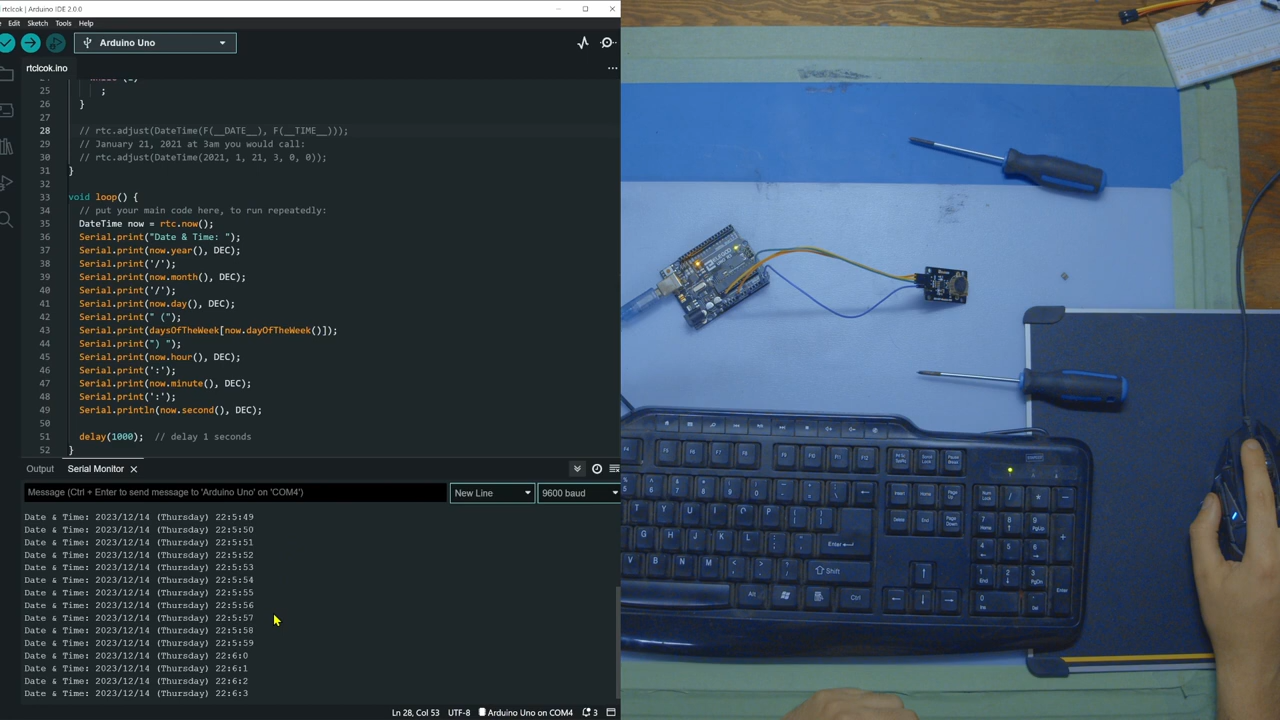 rtclcok | Arduino IDE 2.0.0
Edit Sketch Tools Help
Arduino Uno
rtclcok.ino
25 ;
26 }
27
28 // rtc.adjust(DateTime(F(__DATE__), F(__TIME__)));
29 // January 21, 2021 at 3am you would call:
30 // rtc.adjust(DateTime(2021, 1, 21, 3, 0, 0));
31 }
32
33 void loop() {
34 // put your main code here, to run repeatedly:
35 DateTime now = rtc.now();
36 Serial.print("Date & Time: ");
37 Serial.print(now.year(), DEC);
38 Serial.print('/');
39 Serial.print(now.month(), DEC);
40 Serial.print('/');
41 Serial.print(now.day(), DEC);
42 Serial.print(" (");
43 Serial.print(daysOfTheWeek[now.dayOfTheWeek()]);
44 Serial.print(") ");
45 Serial.print(now.hour(), DEC);
46 Serial.print(':');
47 Serial.print(now.minute(), DEC);
48 Serial.print(':');
49 Serial.println(now.second(), DEC);
50
51 delay(1000); // delay 1 seconds
52 }
Output Serial Monitor
Message (Ctrl + Enter to send message to 'Arduino Uno' on 'COM4')
New Line
9600 baud
Date & Time: 2023/12/14 (Thursday) 22:5:49
Date & Time: 2023/12/14 (Thursday) 22:5:50
Date & Time: 2023/12/14 (Thursday) 22:5:51
Date & Time: 2023/12/14 (Thursday) 22:5:52
Date & Time: 2023/12/14 (Thursday) 22:5:53
Date & Time: 2023/12/14 (Thursday) 22:5:54
Date & Time: 2023/12/14 (Thursday) 22:5:55
Date & Time: 2023/12/14 (Thursday) 22:5:56
Date & Time: 2023/12/14 (Thursday) 22:5:57
Date & Time: 2023/12/14 (Thursday) 22:5:58
Date & Time: 2023/12/14 (Thursday) 22:5:59
Date & Time: 2023/12/14 (Thursday) 22:6:0
Date & Time: 2023/12/14 (Thursday) 22:6:1
Date & Time: 2023/12/14 (Thursday) 22:6:2
Date & Time: 2023/12/14 (Thursday) 22:6:3
Ln 28, Col 53 UTF-8 Arduino Uno on COM4 3
T Y U I O P
G H J K L
V B N M
Enter
Shift
Alt
Ctrl
Insert Home
Delete End
Enter